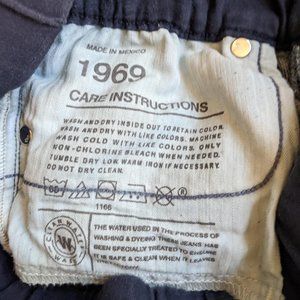 MADE IN MEXICO
1969
CARE INSTRUCTIONS
WASH AND DRY INSIDE OUT TO RETAIN COLOR.
WASH AND DRY WITH LIKE COLORS. MACHINE
WASH COLD WITH LIKE COLORS. ONLY
NON-CHLORINE BLEACH WHEN NEEDED.
TUMBLE DRY LOW. WARM IRON IF NECESSARY.
DO NOT DRY CLEAN.
1166
CLEAN WATER
W
WASH
THE WATER USED IN THE PROCESS OF
WASHING & DYEING THESE JEANS HAS
BEEN SPECIALLY TREATED TO ENSURE
IT IS SAFE & CLEAN WHEN IT LEAVES